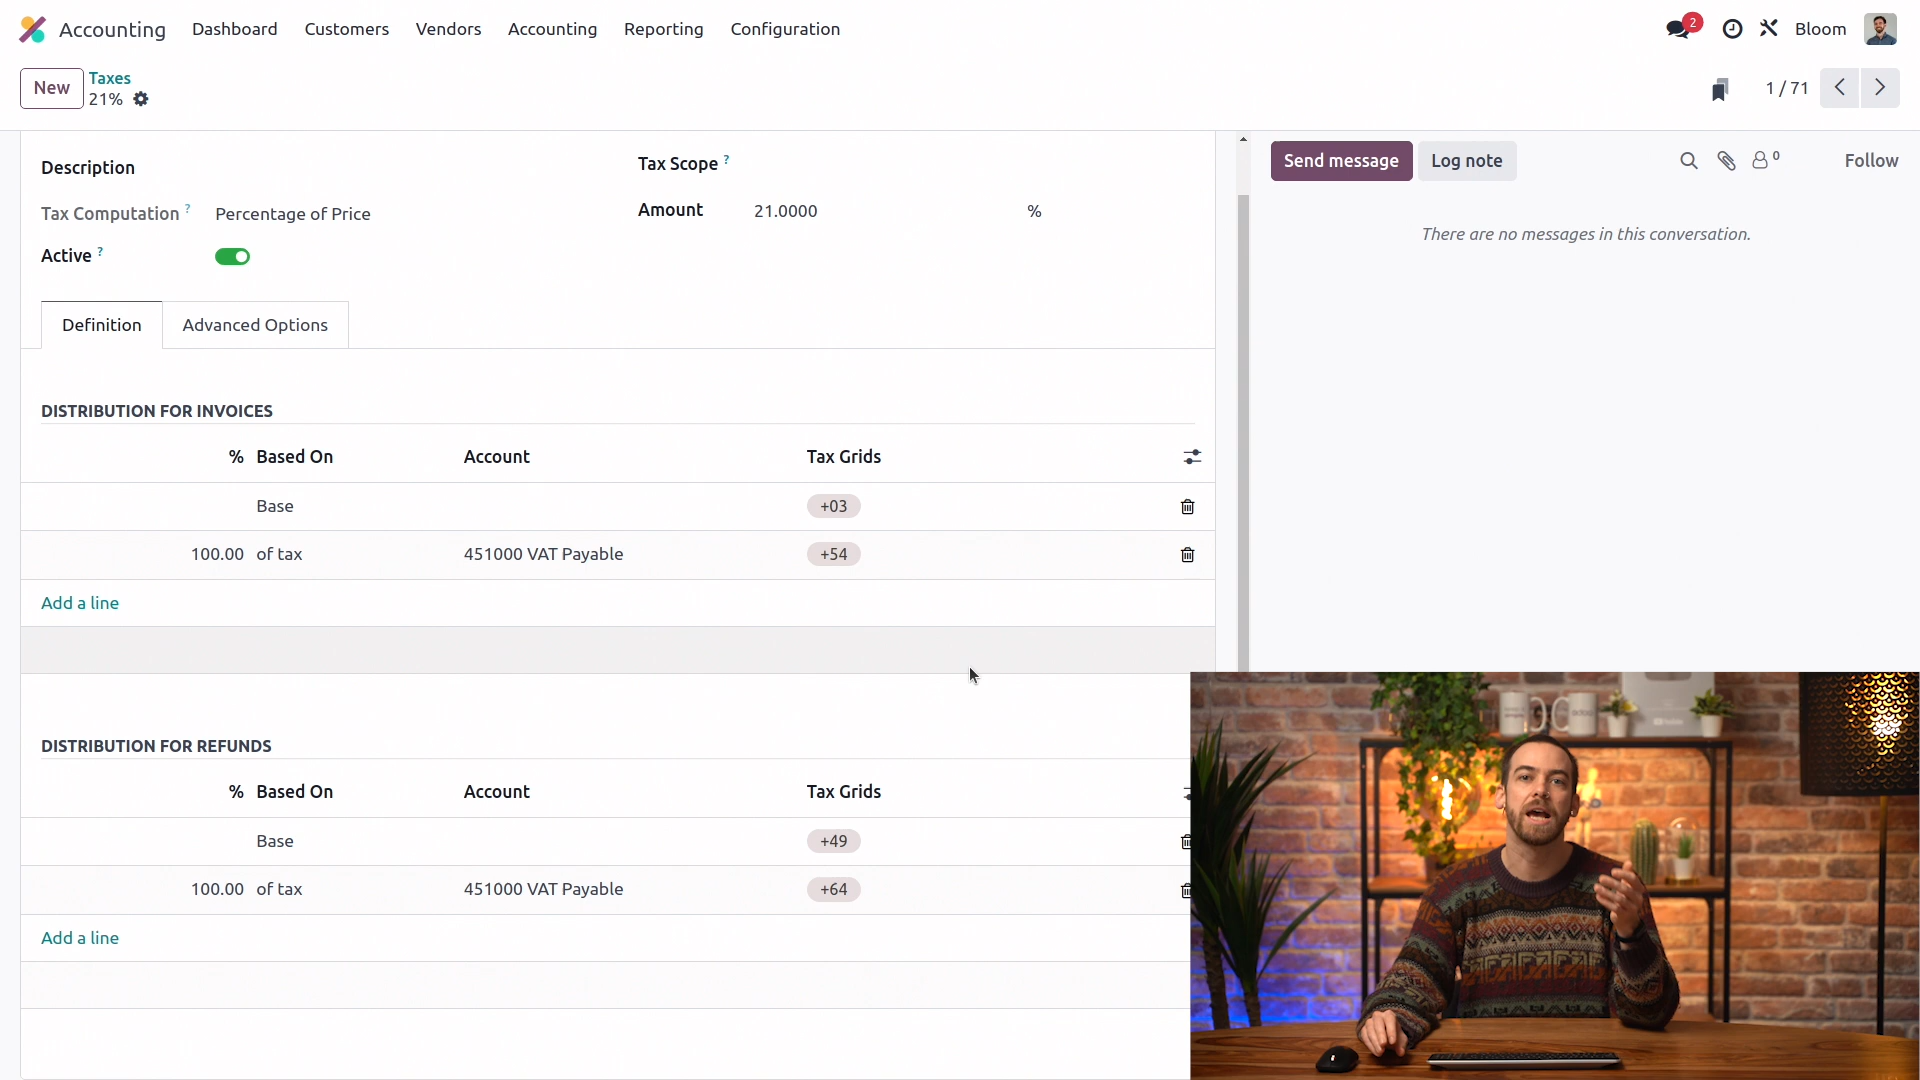 Accounting Dashboard Customers Vendors Accounting Reporting Configuration 2 Bloom
New Taxes
21% 1 / 71
Description Tax Scope ? Send message Log note 0 Follow
Tax Computation ? Percentage of Price Amount 21.0000 %
There are no messages in this conversation.
Active ?
Definition Advanced Options
DISTRIBUTION FOR INVOICES
% Based On Account Tax Grids
Base +03
100.00 of tax 451000 VAT Payable +54
Add a line
DISTRIBUTION FOR REFUNDS
% Based On Account Tax Grids
Base +49
100.00 of tax 451000 VAT Payable +64
Add a line